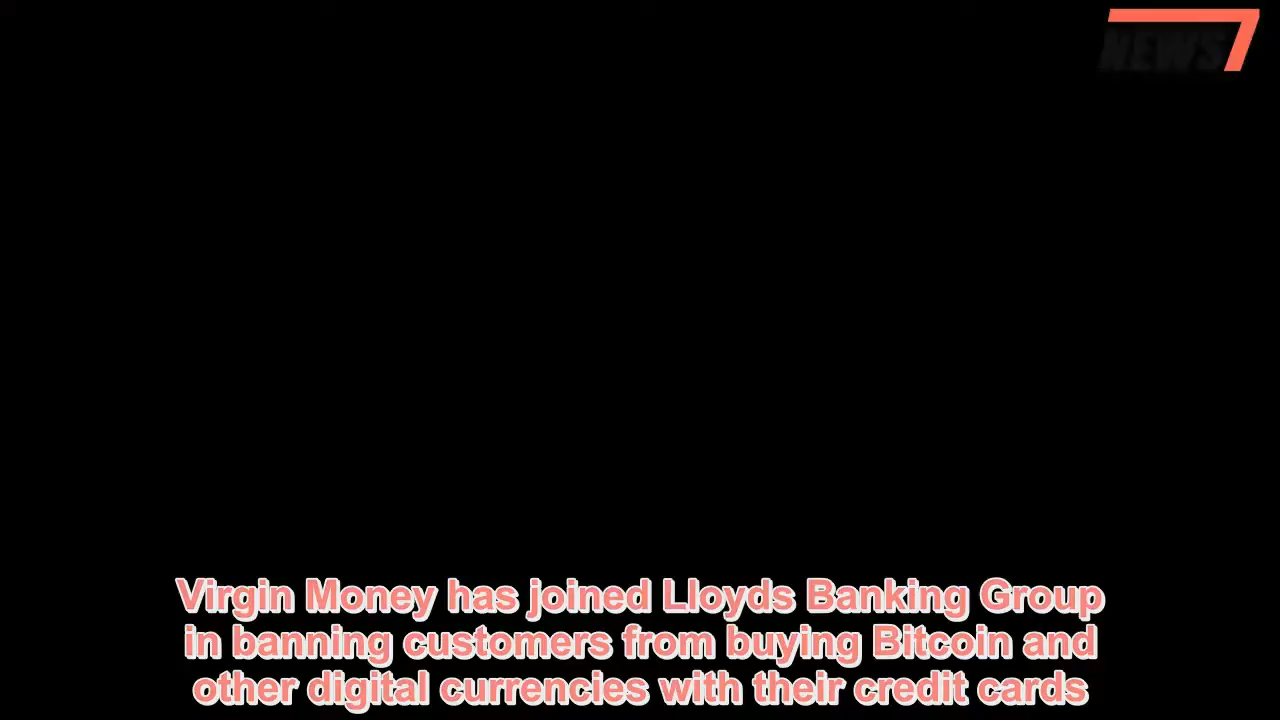 NEWS7
Virgin Money has joined Lloyds Banking Group
in banning customers from buying Bitcoin and
other digital currencies with their credit cards